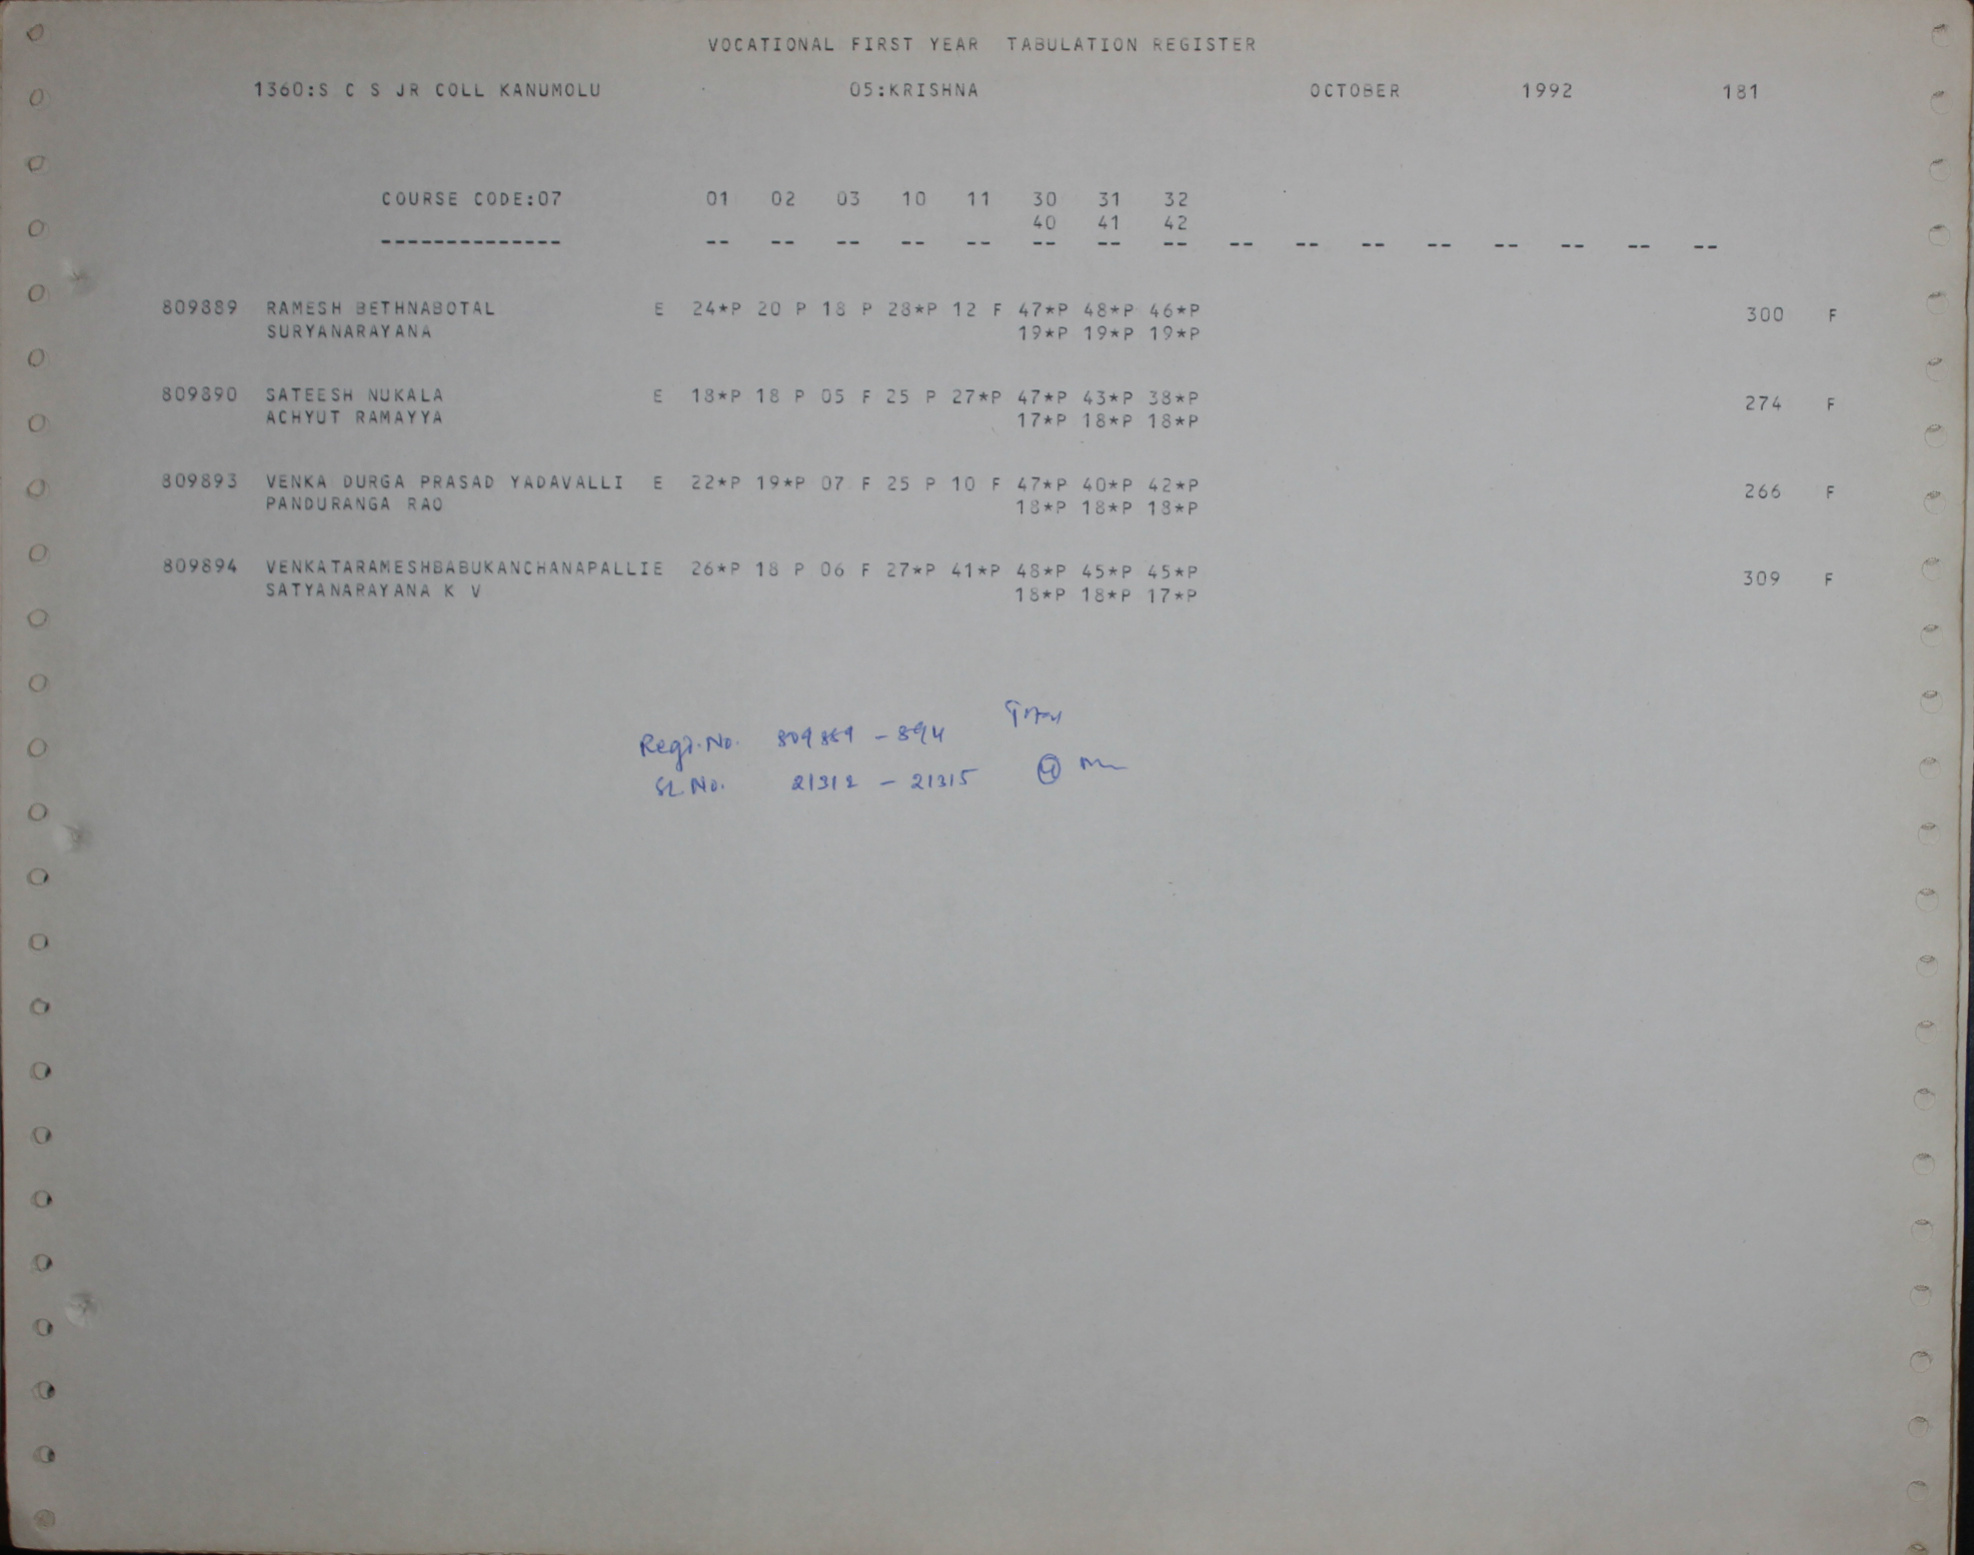 VOCATIONAL FIRST YEAR TABULATION REGISTER
1360:S C S JR COLL KANUMOLU 05:KRISHNA OCTOBER 1992 181
COURSE CODE:07 01 02 03 10 11 30 31 32
40 41 42
-------------- -- -- -- -- -- -- -- -- -- -- -- -- -- -- -- --
809889 RAMESH BETHNABOTAL E 24*P 20 P 18 P 28*P 12 F 47*P 48*P 46*P 300 F
SURYANARAYANA 19*P 19*P 19*P
809890 SATEESH NUKALA E 18*P 18 P 05 F 25 P 27*P 47*P 43*P 38*P 274 F
ACHYUT RAMAYYA 17*P 18*P 18*P
809893 VENKA DURGA PRASAD YADAVALLI E 22*P 19*P 07 F 25 P 10 F 47*P 40*P 42*P 266 F
PANDURANGA RAO 18*P 18*P 18*P
809894 VENKATARAMESHBABUKANCHANAPALLIE 26*P 18 P 06 F 27*P 41*P 48*P 45*P 45*P 309 F
SATYANARAYANA K V 18*P 18*P 17*P
Regd.No. 809889 - 894
SL.No. 21312 - 21315